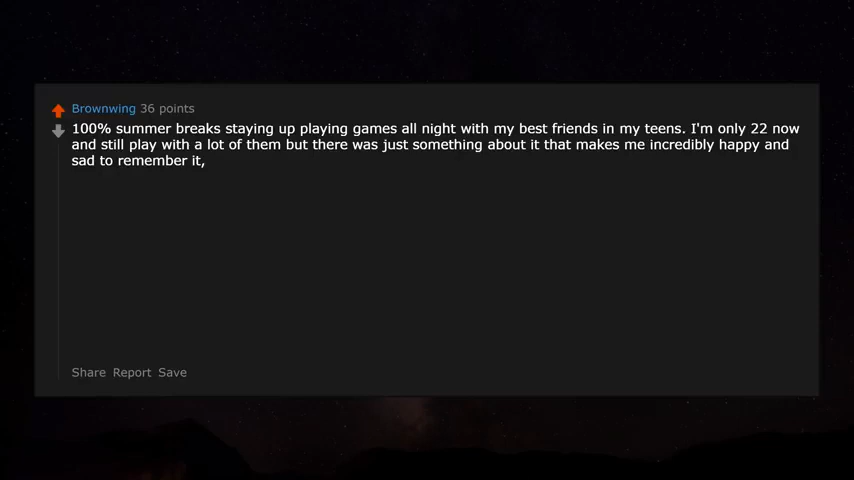 Brownwing 36 points
100% summer breaks staying up playing games all night with my best friends in my teens. I'm only 22 now
and still play with a lot of them but there was just something about it that makes me incredibly happy and
sad to remember it,
Share Report Save